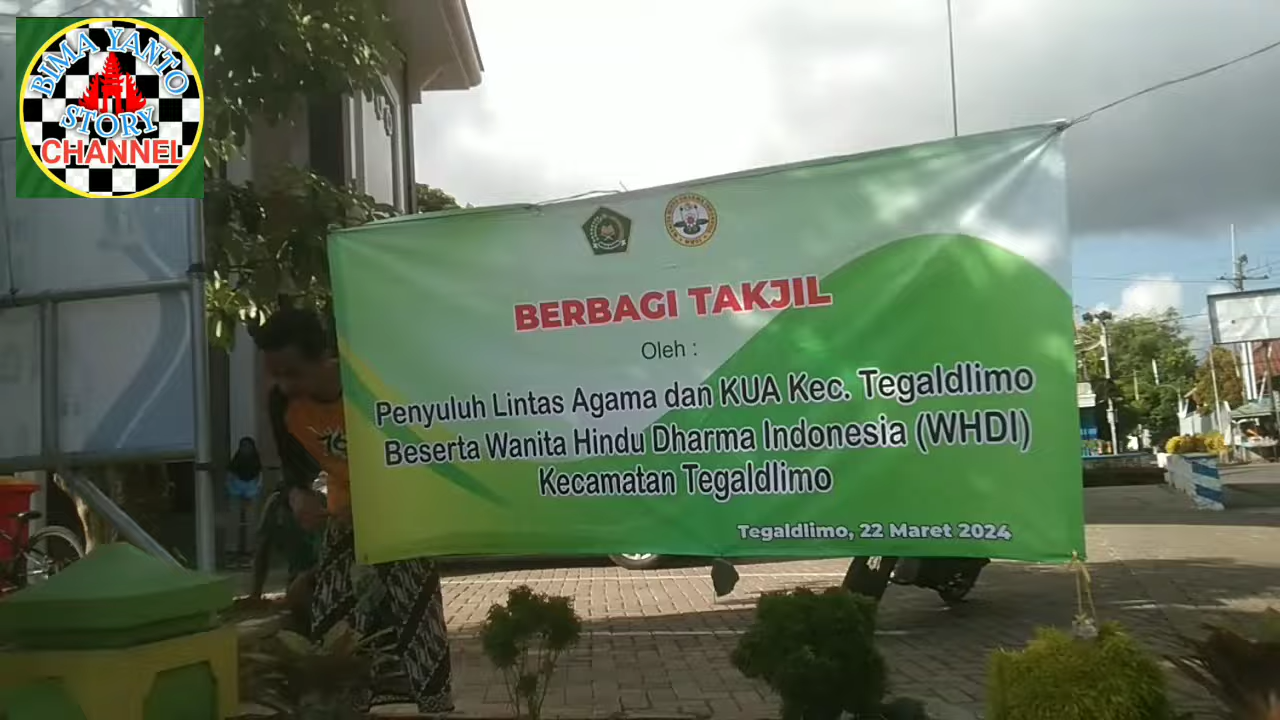 BIMA YANTO
STORY
CHANNEL
BERBAGI TAKJIL
Oleh :
Penyuluh Lintas Agama dan KUA Kec. Tegaldlimo
Beserta Wanita Hindu Dharma Indonesia (WHDI)
Kecamatan Tegaldlimo
Tegaldlimo, 22 Maret 2024